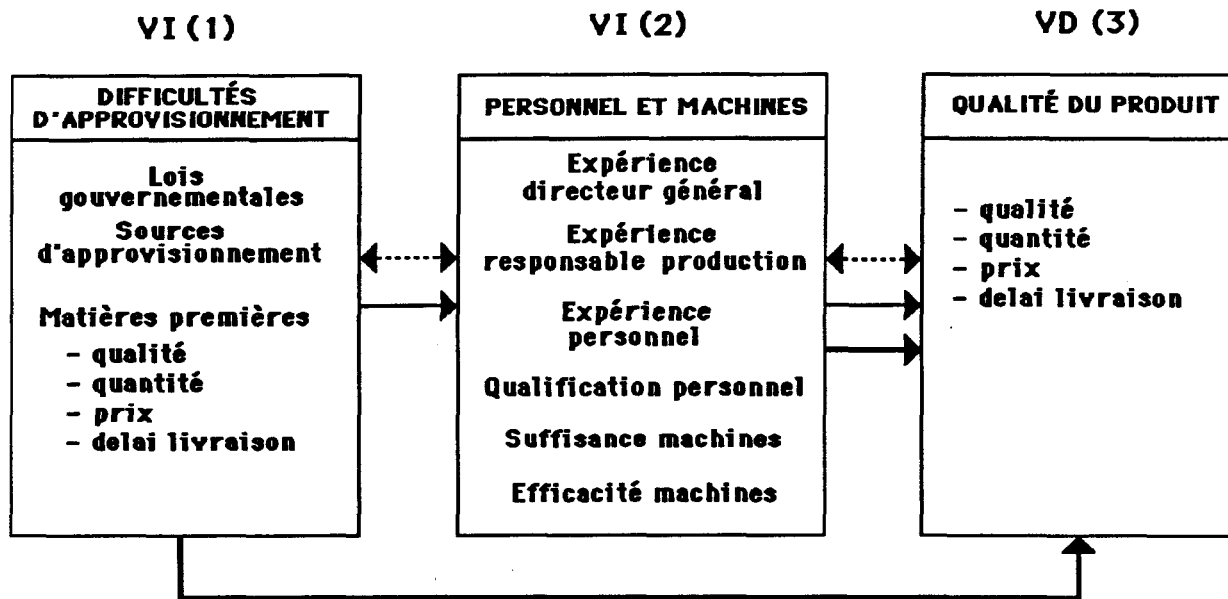 VI (1)
VI (2)
VD (3)
DIFFICULTÉS
D'APPROVISIONNEMENT
Lois
gouvernementales
Sources
d'approvisionnement
Matières premières
- qualité
- quantité
- prix
- delai livraison
PERSONNEL ET MACHINES
Expérience
directeur général
Expérience
responsable production
Expérience
personnel
Qualification personnel
Suffisance machines
Efficacité machines
QUALITÉ DU PRODUIT
- qualité
- quantité
- prix
- delai livraison